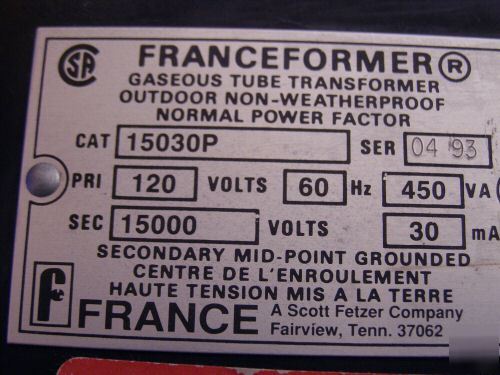 FRANCEFORMER®
GASEOUS TUBE TRANSFORMER
OUTDOOR NON-WEATHERPROOF
NORMAL POWER FACTOR
CAT 15030P SER 04 93
PRI 120 VOLTS 60 Hz 450 VA
SEC 15000 VOLTS 30 mA
SECONDARY MID-POINT GROUNDED
CENTRE DE L'ENROULEMENT
HAUTE TENSION MIS A LA TERRE
FRANCE A Scott Fetzer Company
Fairview, Tenn. 37062